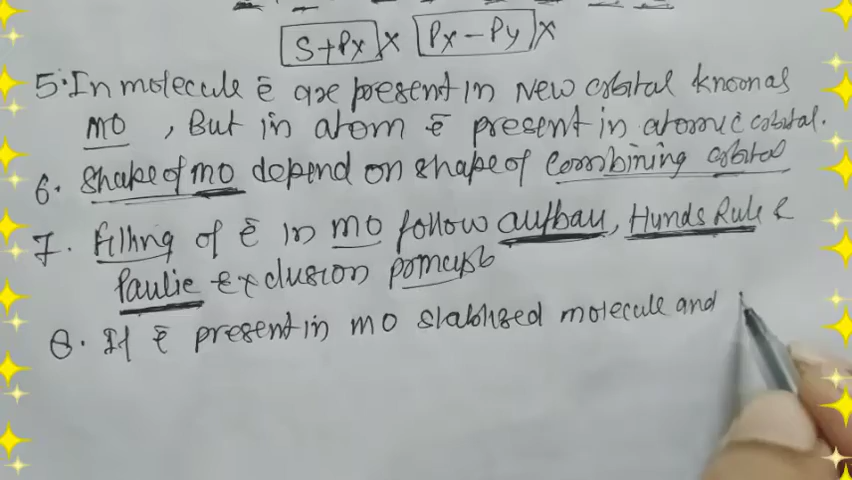 S+Px x Px-Py x
5. In molecule ē are present in New orbital known as
MO , But in atom ē present in atomic orbital.
6. Shape of MO depend on shape of Combining orbital
7. Filling of ē in MO follow aufbau, Hunds Rule &
Paulie Exclusion principle
8. If ē present in MO stabilised molecule and